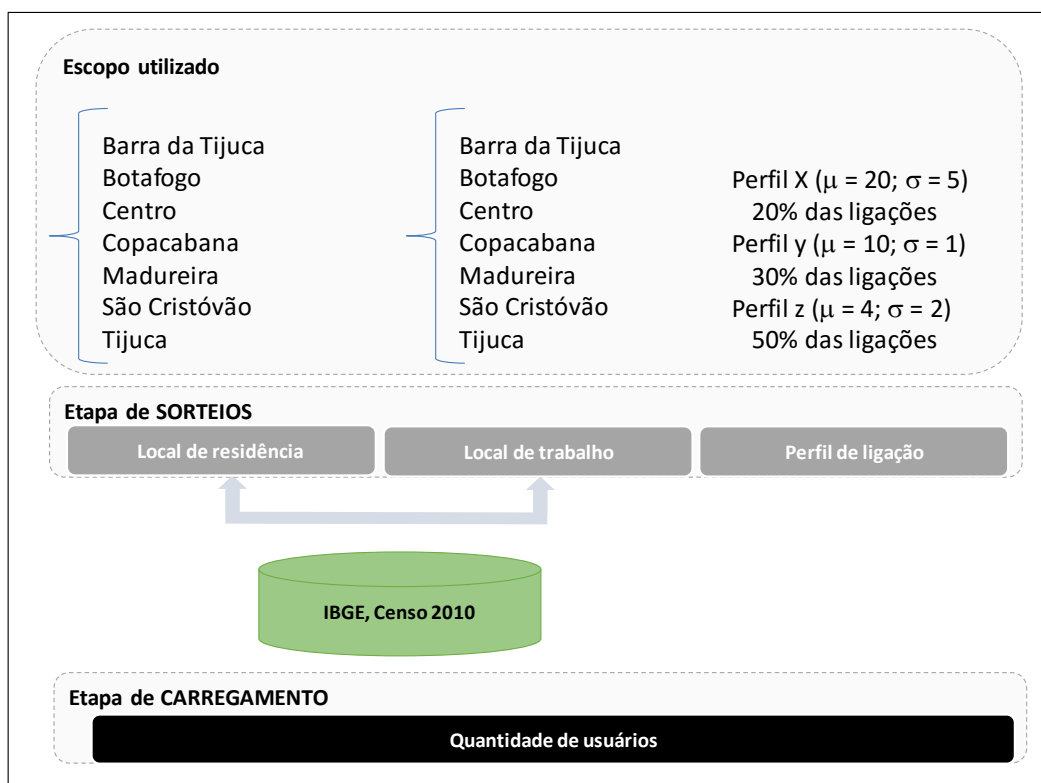 Escopo utilizado
Barra da Tijuca
Botafogo
Centro
Copacabana
Madureira
São Cristóvão
Tijuca
Barra da Tijuca
Botafogo
Centro
Copacabana
Madureira
São Cristóvão
Tijuca
Perfil X (μ = 20; σ = 5)
20% das ligações
Perfil y (μ = 10; σ = 1)
30% das ligações
Perfil z (μ = 4; σ = 2)
50% das ligações
Etapa de SORTEIOS
Local de residência
Local de trabalho
Perfil de ligação
IBGE, Censo 2010
Etapa de CARREGAMENTO
Quantidade de usuários